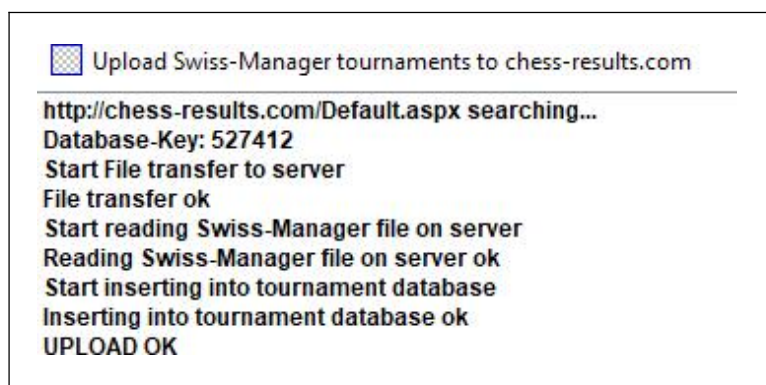 Upload Swiss-Manager tournaments to chess-results.com
http://chess-results.com/Default.aspx searching...
Database-Key: 527412
Start File transfer to server
File transfer ok
Start reading Swiss-Manager file on server
Reading Swiss-Manager file on server ok
Start inserting into tournament database
Inserting into tournament database ok
UPLOAD OK